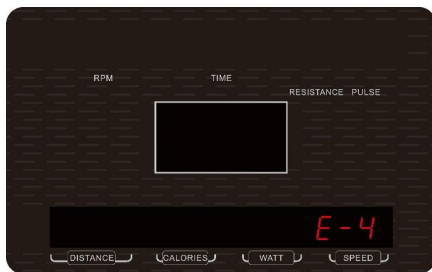 RPM TIME
RESISTANCE PULSE
E-4
DISTANCE CALORIES WATT SPEED